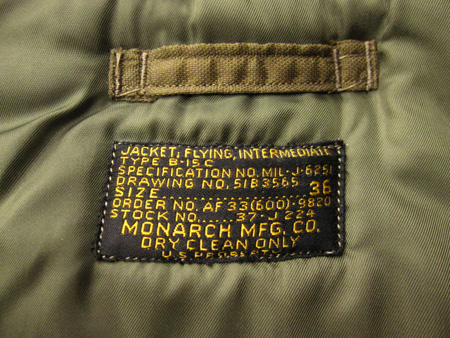 JACKET, FLYING, INTERMEDIATE
TYPE B-15C
SPECIFICATION NO. MIL-J-6251
DRAWING NO. 51B3565
SIZE.................. 36
ORDER NO. AF 33(600)-9820
STOCK NO......37-J 224
MONARCH MFG. CO.
DRY CLEAN ONLY
U.S.